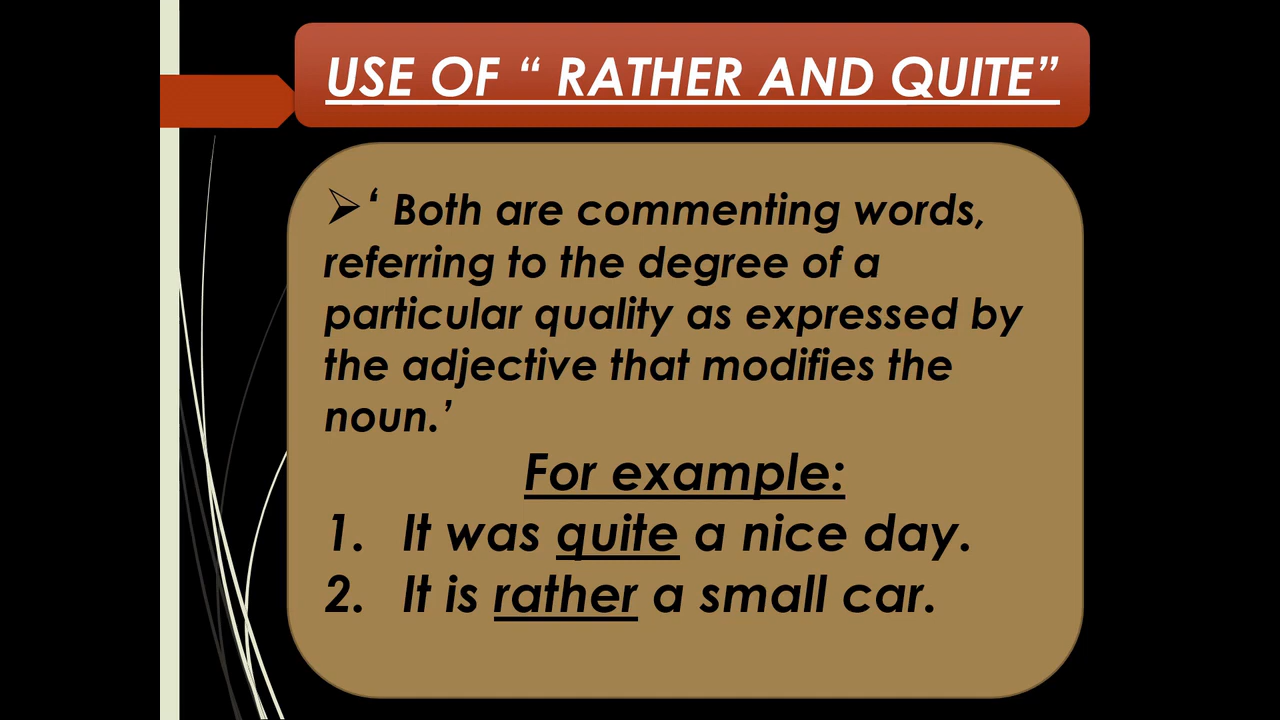 USE OF “ RATHER AND QUITE”
➢‘ Both are commenting words,
referring to the degree of a
particular quality as expressed by
the adjective that modifies the
noun.’
For example:
1. It was quite a nice day.
2. It is rather a small car.